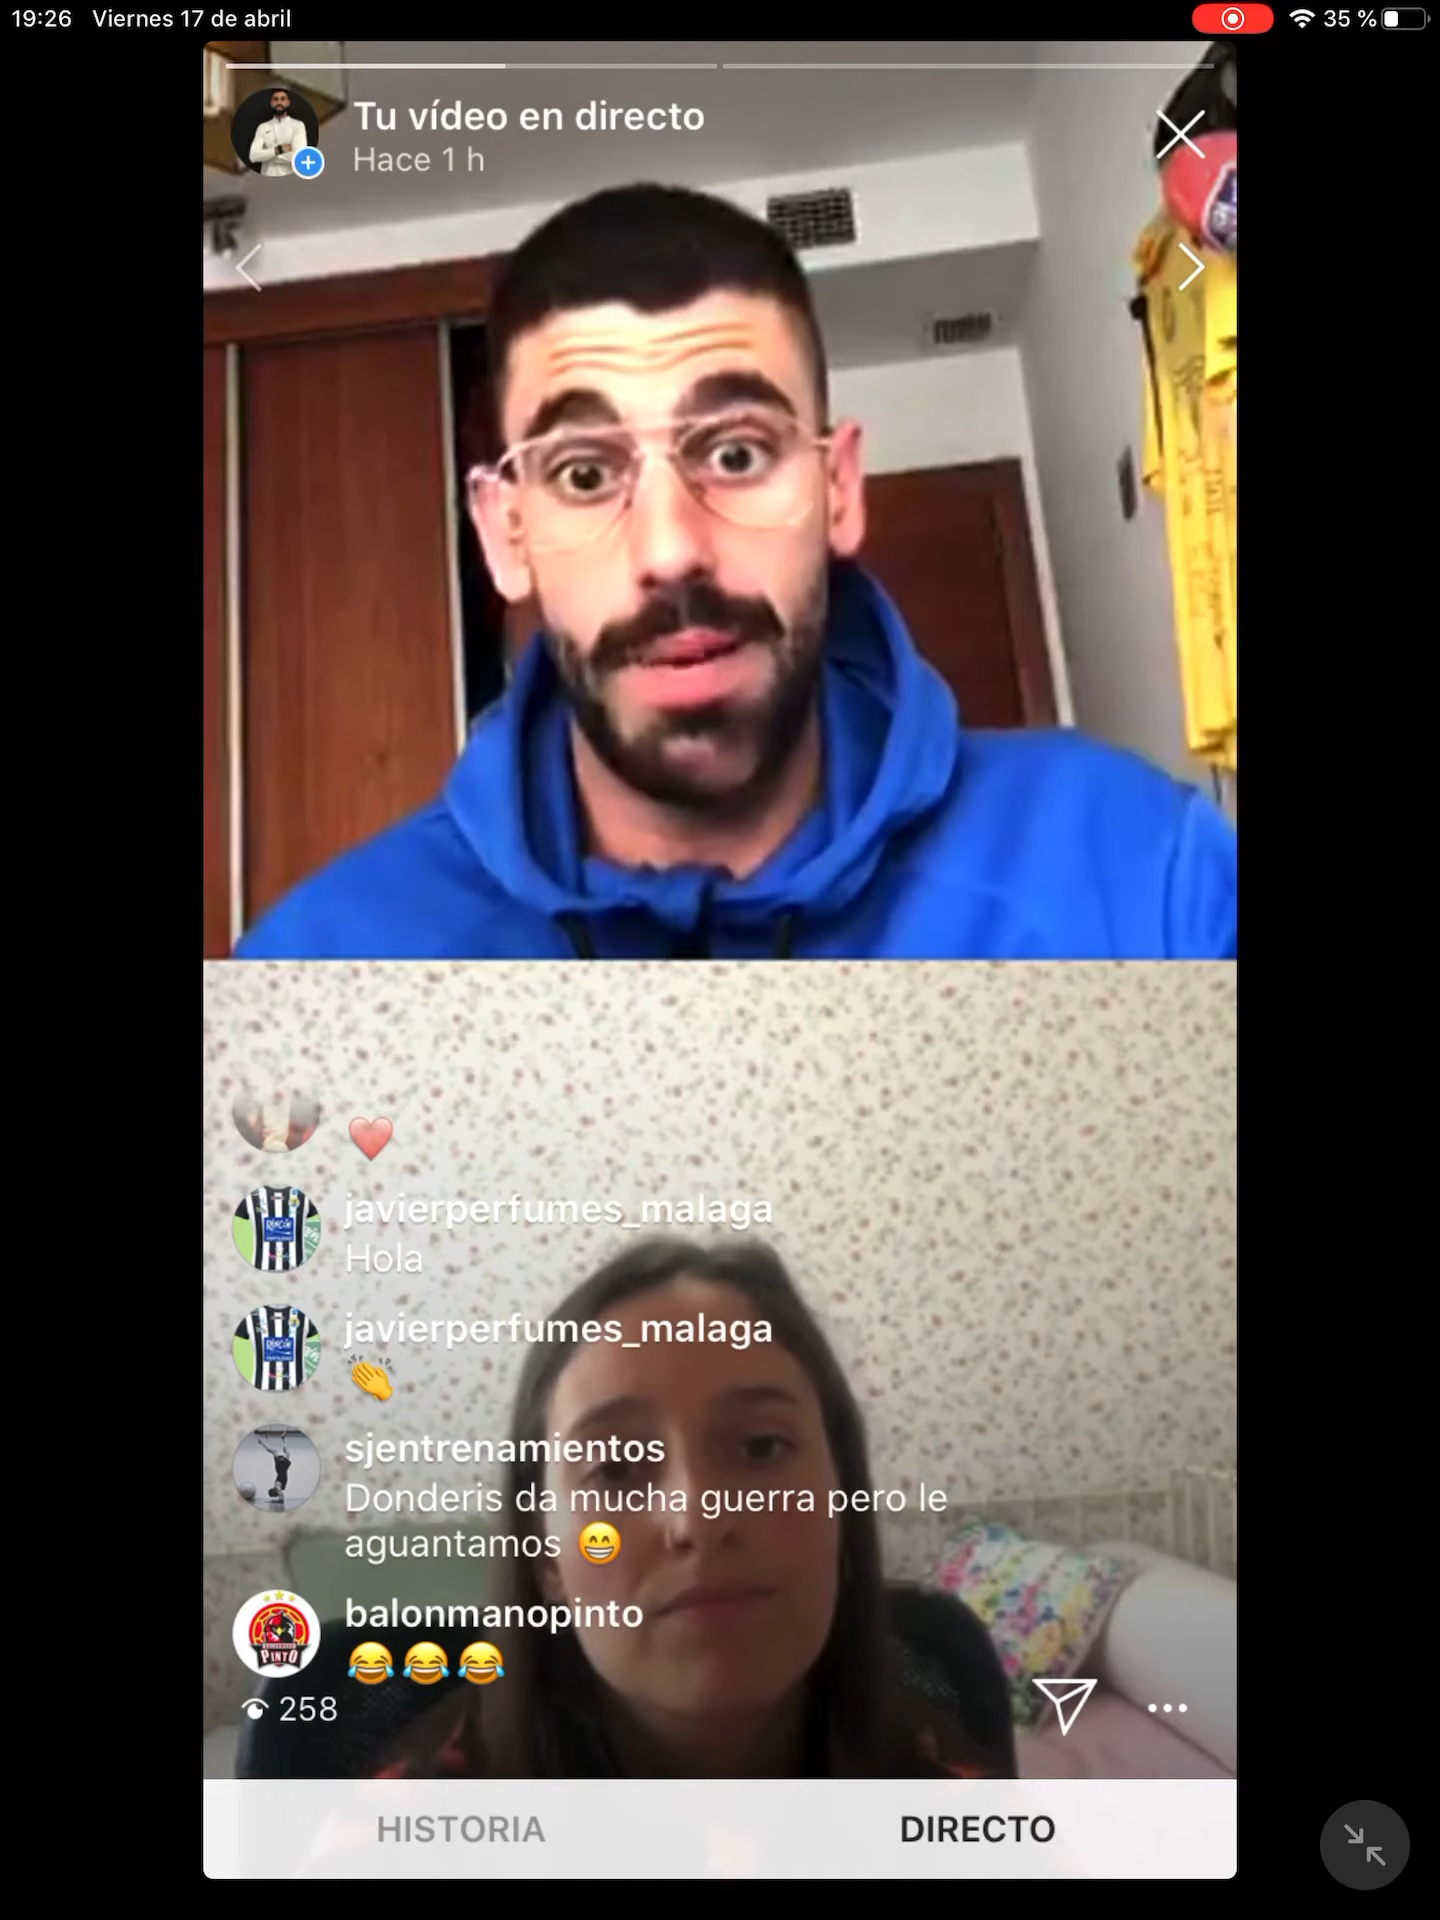 19:26 Viernes 17 de abril
35 %
Tu vídeo en directo
Hace 1 h
javierperfumes_malaga
Hola
javierperfumes_malaga
👏
sjentrenamientos
Donderis da mucha guerra pero le
aguantamos 😁
balonmanopinto
😂😂😂
PINTO
258
HISTORIA
DIRECTO